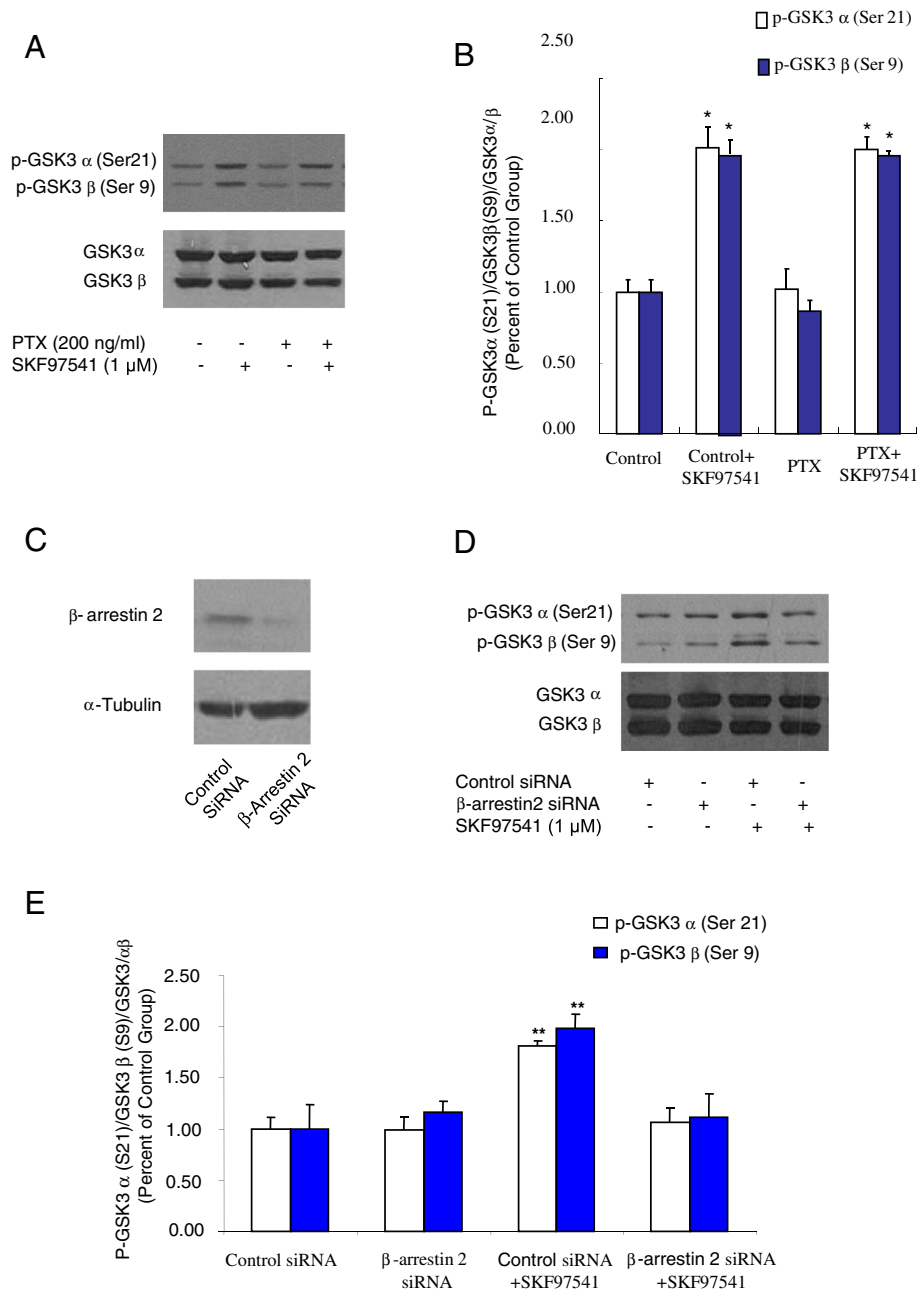 A
p-GSK3 α (Ser21)
p-GSK3 β (Ser 9)
GSK3 α
GSK3 β
PTX (200 ng/ml) - - + +
SKF97541 (1 µM) - + - +
B
p-GSK3 α (Ser 21)
p-GSK3 β (Ser 9)
P-GSK3α (S21)/GSK3β(S9)/GSK3α/β
(Percent of Control Group)
2.50
2.00
1.50
1.00
0.50
0.00
* * * *
Control
Control+
SKF97541
PTX
PTX+
SKF97541
C
β- arrestin 2
α-Tubulin
Control
SiRNA
β-Arrestin 2
SiRNA
D
p-GSK3 α (Ser21)
p-GSK3 β (Ser 9)
GSK3 α
GSK3 β
Control siRNA + - + -
β-arrestin2 siRNA - + - +
SKF97541 (1 µM) - - + +
E
p-GSK3 α (Ser 21)
p-GSK3 β (Ser 9)
P-GSK3 α (S21)/GSK3 β (S9)/GSK3/αβ
(Percent of Control Group)
2.50
2.00
1.50
1.00
0.50
0.00
** **
Control siRNA
β-arrestin 2
siRNA
Control siRNA
+SKF97541
β-arrestin 2 siRNA
+SKF97541